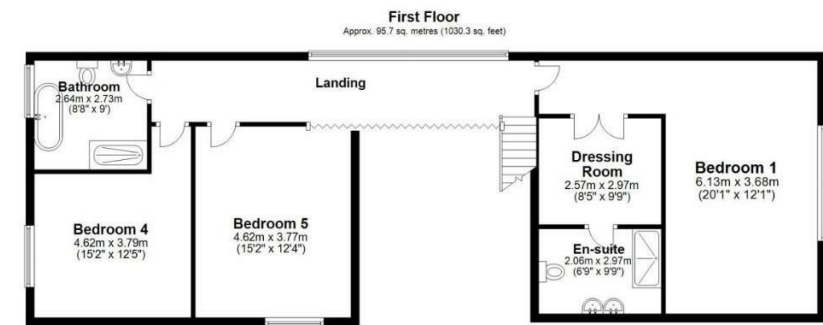 First Floor
Approx. 95.7 sq. metres (1030.3 sq. feet)
Bathroom
2.64m x 2.73m
(8'8" x 9')
Landing
Dressing
Room
2.57m x 2.97m
(8'5" x 9'9")
Bedroom 1
6.13m x 3.68m
(20'1" x 12'1")
Bedroom 4
4.62m x 3.79m
(15'2" x 12'5")
Bedroom 5
4.62m x 3.77m
(15'2" x 12'4")
En-suite
2.06m x 2.97m
(6'9" x 9'9")